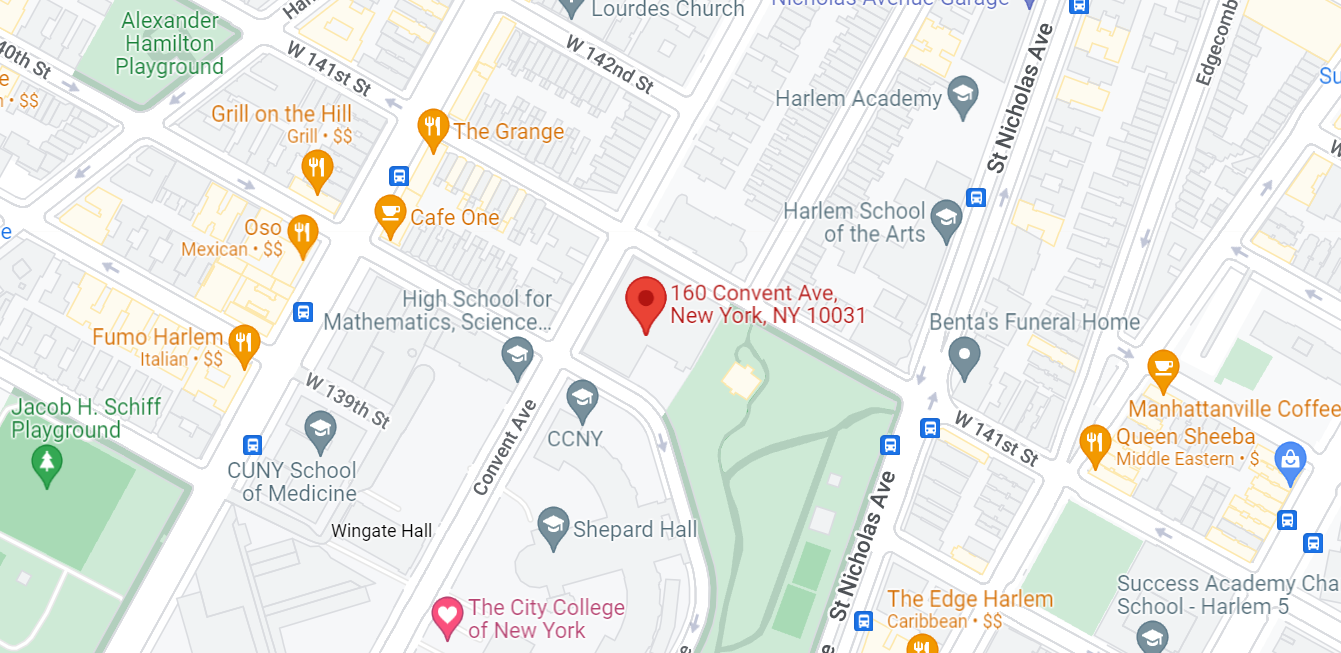 Alexander
Hamilton
Playground
Lourdes Church
Nicholas Avenue Garage
W 142nd St
W 141st St
40th St
St Nicholas Ave
Harlem Academy
Grill on the Hill
Grill • $$
The Grange
Cafe One
Oso
Mexican • $$
Harlem School
of the Arts
High School for
Mathematics, Science...
160 Convent Ave,
New York, NY 10031
Benta's Funeral Home
Fumo Harlem
Italian • $$
W 139th St
Jacob H. Schiff
Playground
CCNY
Convent Ave
CUNY School
of Medicine
Wingate Hall
Shepard Hall
W 141st St
Manhattanville Coffee
Queen Sheeba
Middle Eastern • $
St Nicholas Ave
The City College
of New York
The Edge Harlem
Caribbean • $$
Success Academy Cha
School - Harlem 5